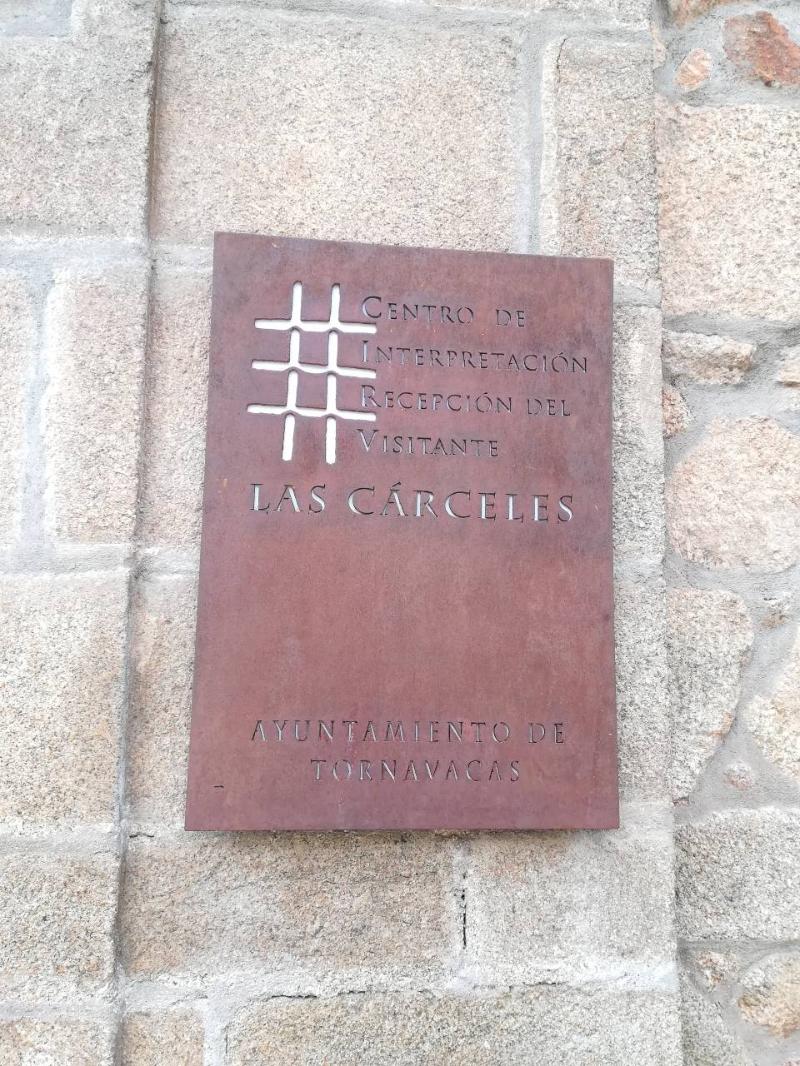 Centro de
Interpretación
Recepción del
Visitante
LAS CÁRCELES
AYUNTAMIENTO DE
TORNAVACAS